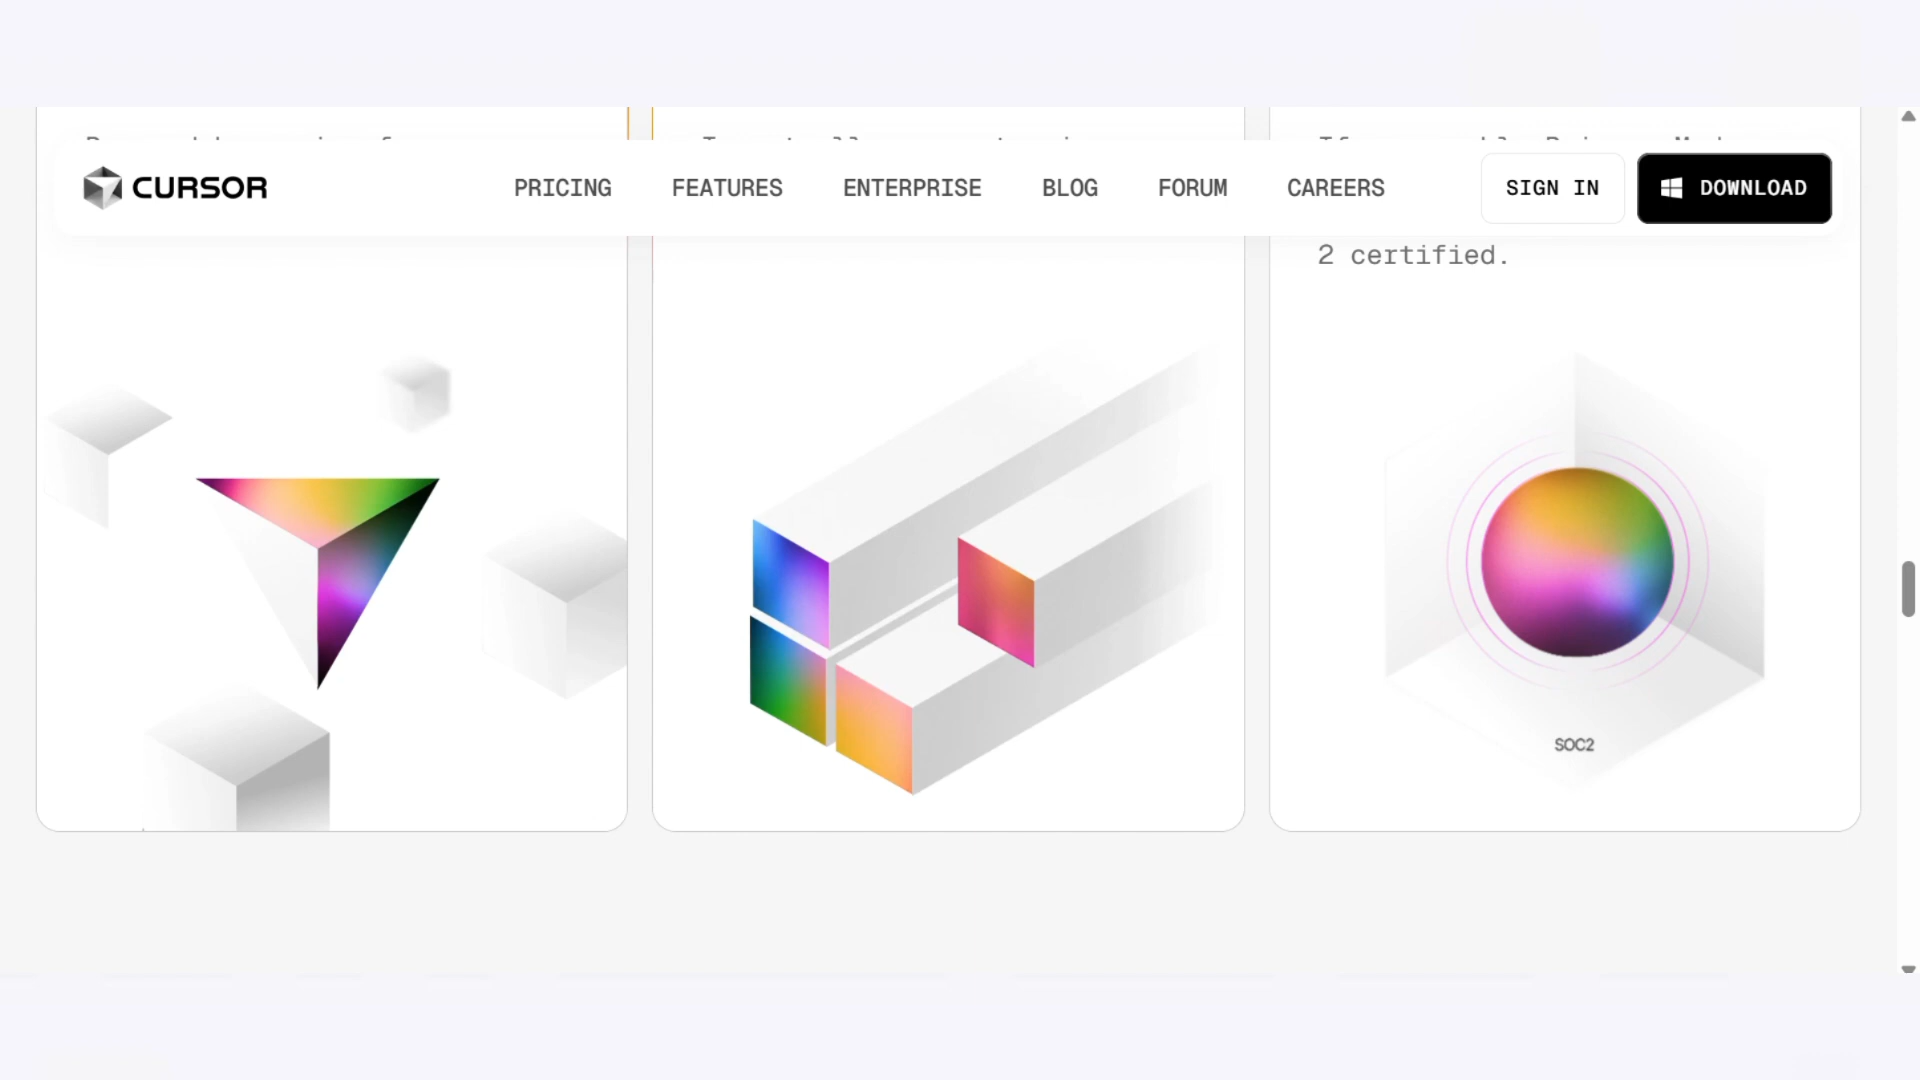 CURSOR
PRICING
FEATURES
ENTERPRISE
BLOG
FORUM
CAREERS
SIGN IN
DOWNLOAD
2 certified.
SOC2